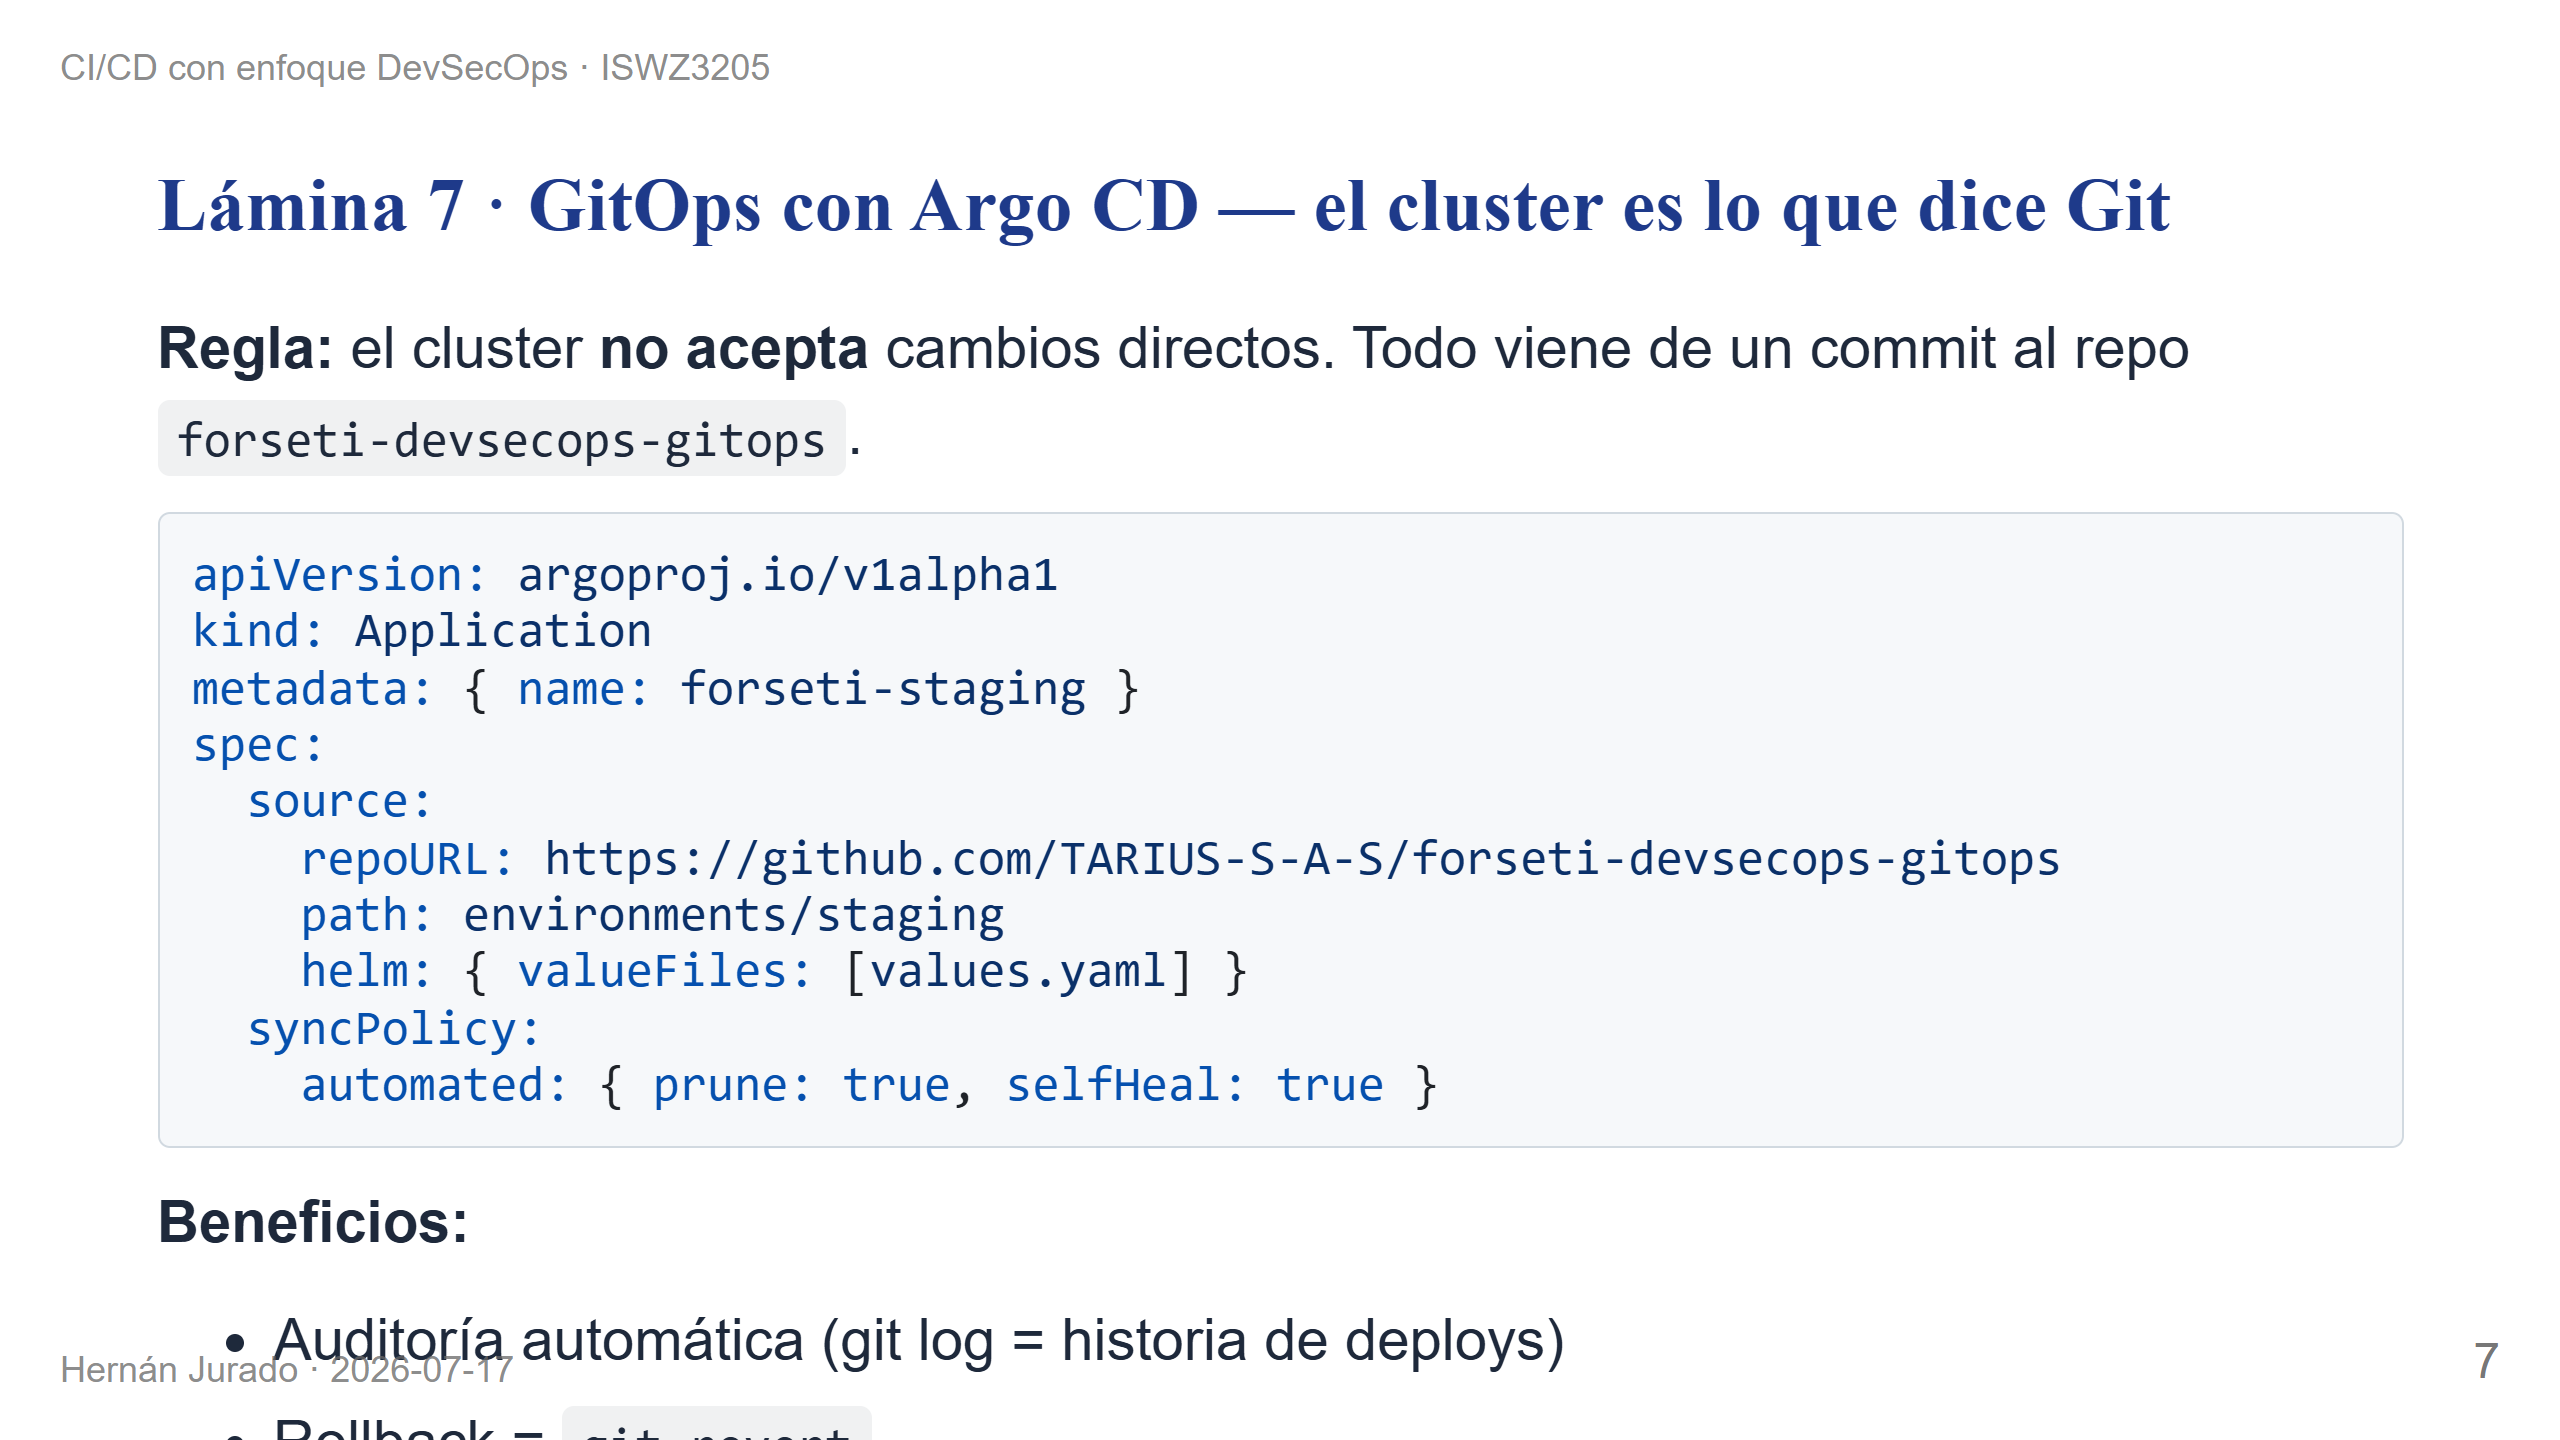 CI/CD con enfoque DevSecOps · ISWZ3205
Lámina 7 · GitOps con Argo CD — el cluster es lo que dice Git
Regla: el cluster no acepta cambios directos. Todo viene de un commit al repo
forseti-devsecops-gitops.
apiVersion: argoproj.io/v1alpha1
kind: Application
metadata: { name: forseti-staging }
spec:
  source:
    repoURL: https://github.com/TARIUS-S-A-S/forseti-devsecops-gitops
    path: environments/staging
    helm: { valueFiles: [values.yaml] }
  syncPolicy:
    automated: { prune: true, selfHeal: true }
Beneficios:
• Auditoría automática (git log = historia de deploys)
Hernán Jurado · 2026-07-17
7
• Rollback = git revert